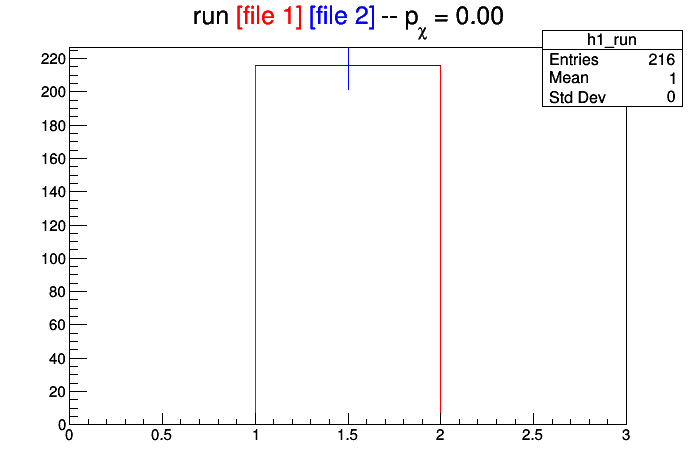 run [file 1] [file 2] -- pχ = 0.00
h1_run
Entries 216
Mean 1
Std Dev 0
220
200
180
160
140
120
100
80
60
40
20
0
0 0.5 1 1.5 2 2.5 3